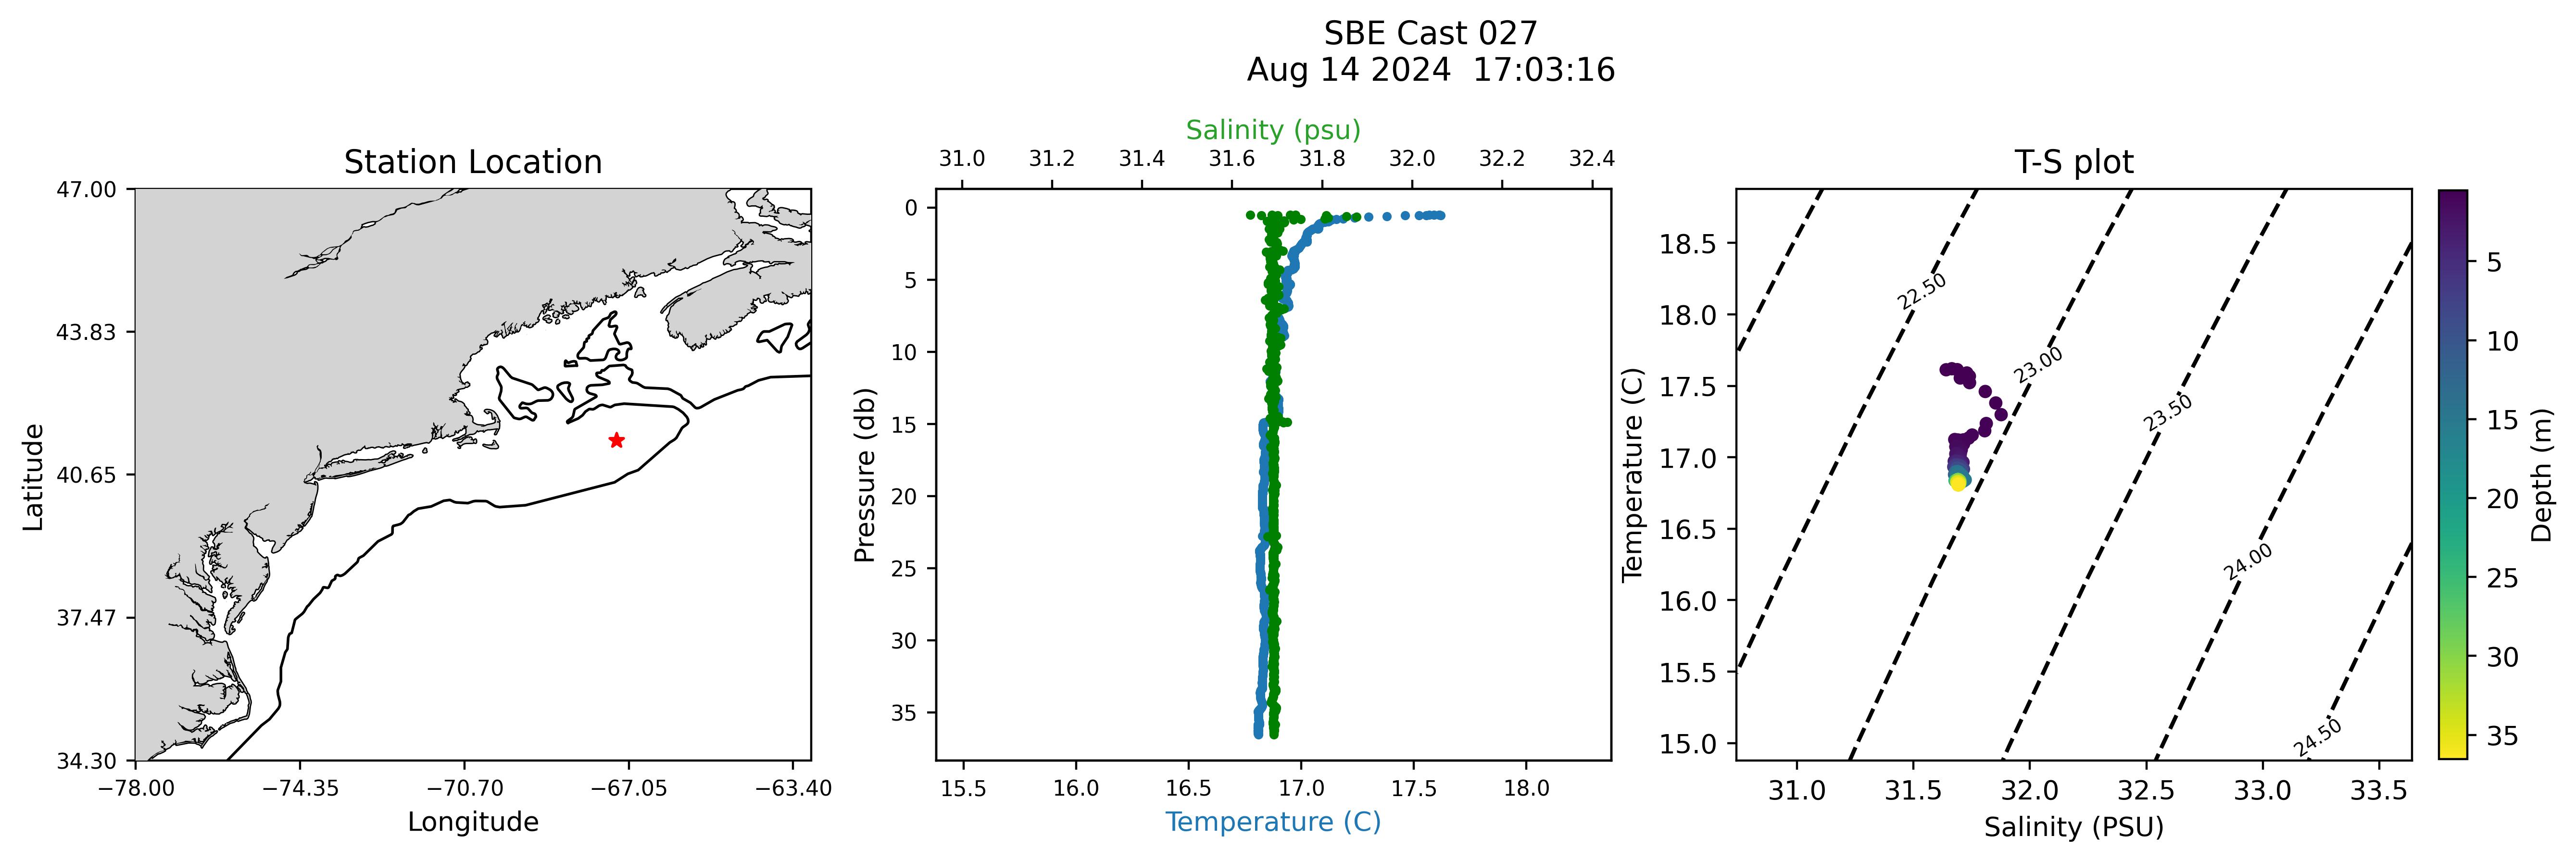 SBE Cast 027
Aug 14 2024  17:03:16
Station Location
47.00
43.83
40.65
37.47
34.30
Latitude
−78.00 −74.35 −70.70 −67.05 −63.40
Longitude
Salinity (psu)
31.0 31.2 31.4 31.6 31.8 32.0 32.2 32.4
0
5
10
15
20
25
30
35
Pressure (db)
15.5 16.0 16.5 17.0 17.5 18.0
Temperature (C)
T-S plot
18.5
18.0
17.5
17.0
16.5
16.0
15.5
15.0
Temperature (C)
22.50
23.00
23.50
24.00
24.50
31.0 31.5 32.0 32.5 33.0 33.5
Salinity (PSU)
5
10
15
20
25
30
35
Depth (m)